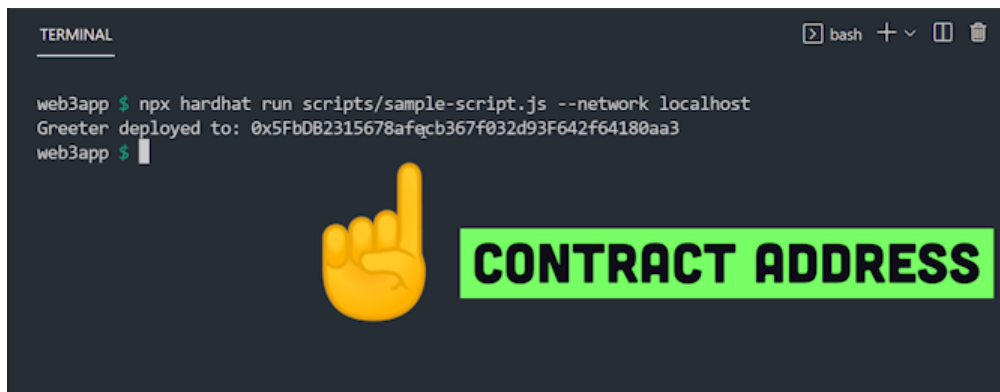 TERMINAL
bash
web3app $ npx hardhat run scripts/sample-script.js --network localhost
Greeter deployed to: 0x5FbDB2315678afecb367f032d93F642f64180aa3
web3app $
CONTRACT ADDRESS